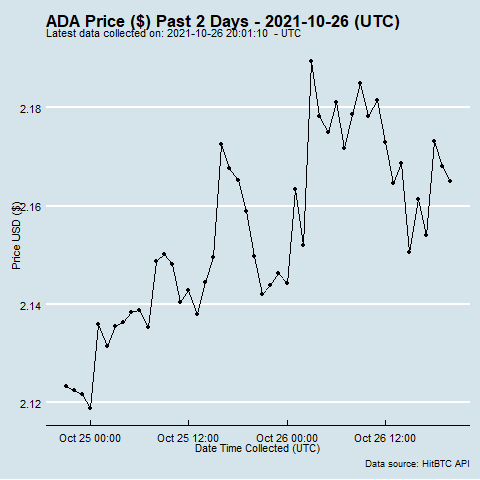 ADA Price ($) Past 2 Days - 2021-10-26 (UTC)
Latest data collected on: 2021-10-26 20:01:10 - UTC
2.18
2.16
2.14
2.12
Price USD ($)
Oct 25 00:00 Oct 25 12:00 Oct 26 00:00 Oct 26 12:00
Date Time Collected (UTC)
Data source: HitBTC API